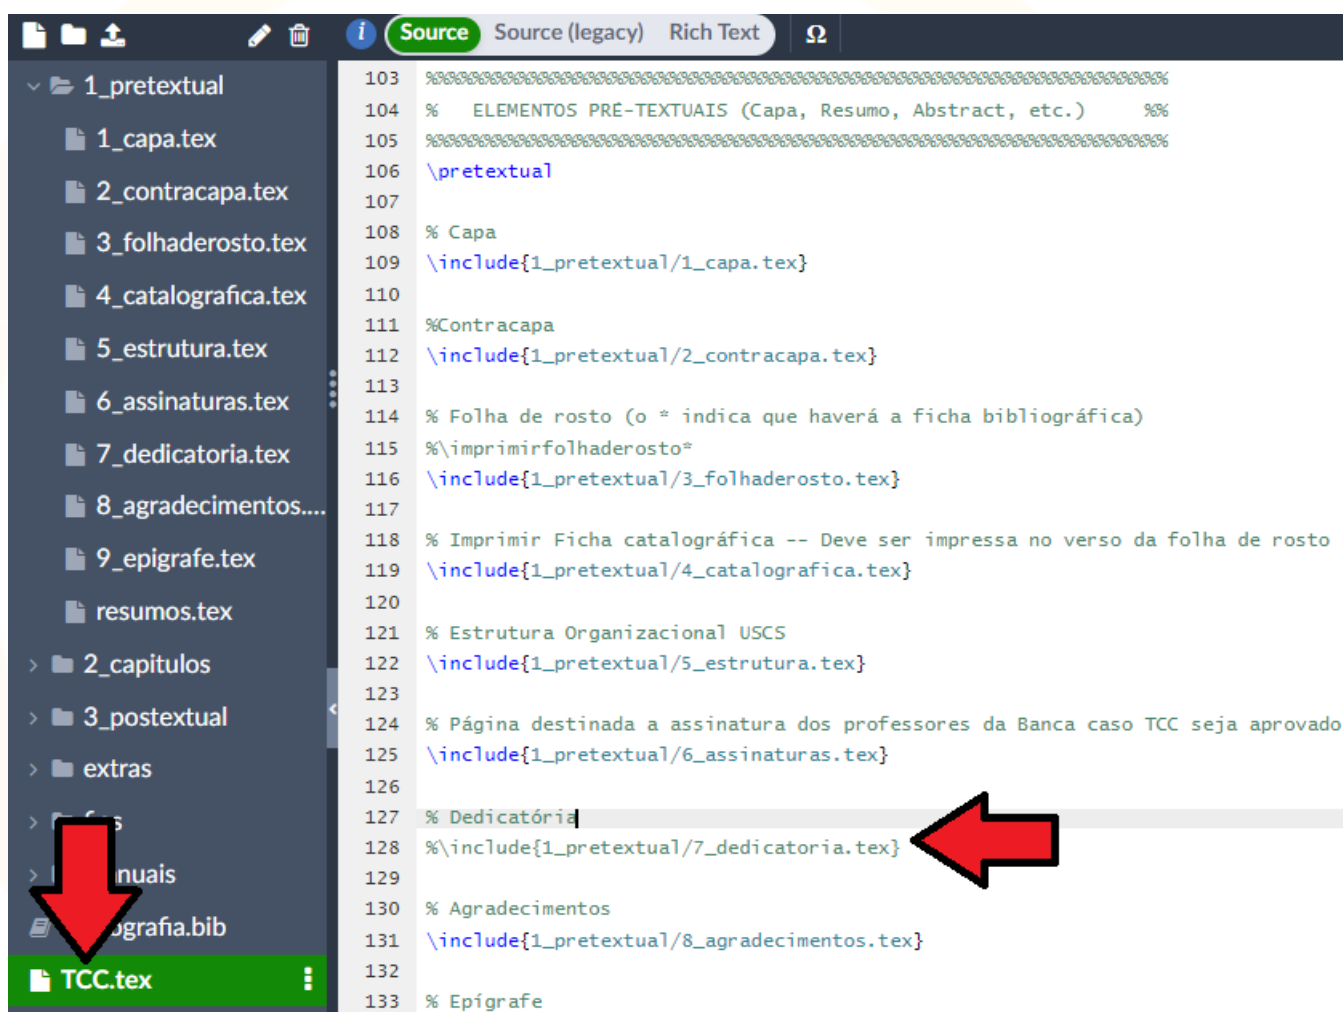 Source Source (legacy) Rich Text Ω
1_pretextual
1_capa.tex
2_contracapa.tex
3_folhaderosto.tex
4_catalografica.tex
5_estrutura.tex
6_assinaturas.tex
7_dedicatoria.tex
8_agradecimentos....
9_epigrafe.tex
resumos.tex
2_capitulos
3_postextual
extras
TCC.tex
103 %%%%%%%%%%%%%%%%%%%%%%%%%%%%%%%%%%%%%%%%%%%%%%%%%%%%%%%%%%%%%%%%
104 % ELEMENTOS PRÉ-TEXTUAIS (Capa, Resumo, Abstract, etc.) %%
105 %%%%%%%%%%%%%%%%%%%%%%%%%%%%%%%%%%%%%%%%%%%%%%%%%%%%%%%%%%%%%%%%
106 \pretextual
107
108 % Capa
109 \include{1_pretextual/1_capa.tex}
110
111 %Contracapa
112 \include{1_pretextual/2_contracapa.tex}
113
114 % Folha de rosto (o * indica que haverá a ficha bibliográfica)
115 %\imprimirfolhaderosto*
116 \include{1_pretextual/3_folhaderosto.tex}
117
118 % Imprimir Ficha catalográfica -- Deve ser impressa no verso da folha de rosto
119 \include{1_pretextual/4_catalografica.tex}
120
121 % Estrutura Organizacional USCS
122 \include{1_pretextual/5_estrutura.tex}
123
124 % Página destinada a assinatura dos professores da Banca caso TCC seja aprovado
125 \include{1_pretextual/6_assinaturas.tex}
126
127 % Dedicatória
128 %\include{1_pretextual/7_dedicatoria.tex}
129
130 % Agradecimentos
131 \include{1_pretextual/8_agradecimentos.tex}
132
133 % Epígrafe